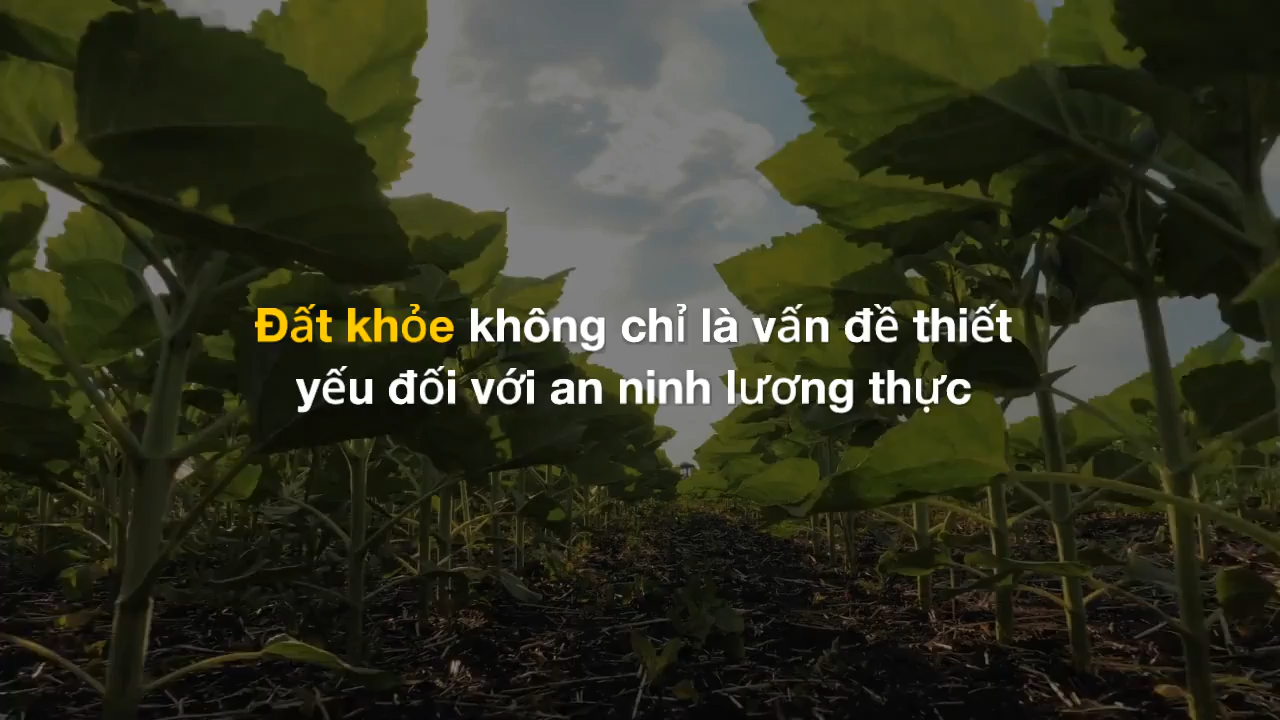 Đất khỏe không chỉ là vấn đề thiết
yếu đối với an ninh lương thực